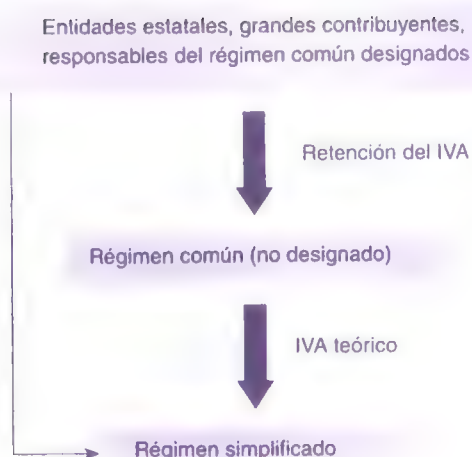 Entidades estatales, grandes contribuyentes,
responsables del régimen común designados
Retención del IVA
Régimen común (no designado)
IVA teórico
Régimen simplificado